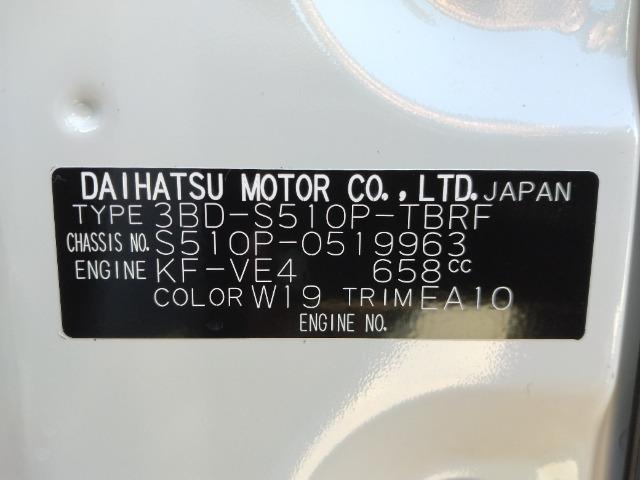 DAIHATSU MOTOR CO.,LTD. JAPAN
TYPE 3BD-S510P-TBRF
CHASSIS NO. S510P-0519963
ENGINE KF-VE4 658cc
COLOR W19 TRIM EA10
ENGINE NO.